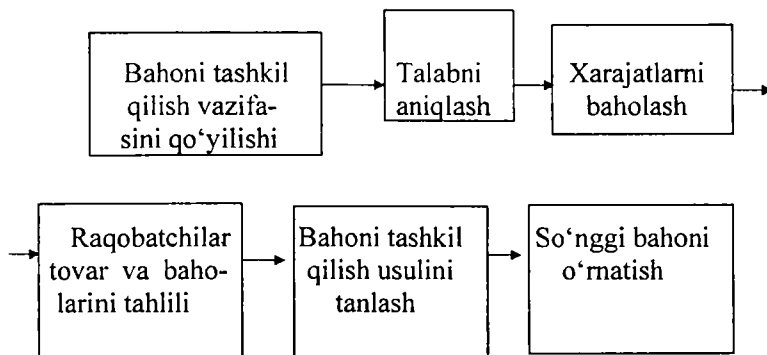 Bahoni tashkil
qilish vazifa-
sini qo‘yilishi
Talabni
aniqlash
Xarajatlarni
baholash
Raqobatchilar
tovar va baho-
larini tahlili
Bahoni tashkil
qilish usulini
tanlash
So‘nggi bahoni
o‘rnatish